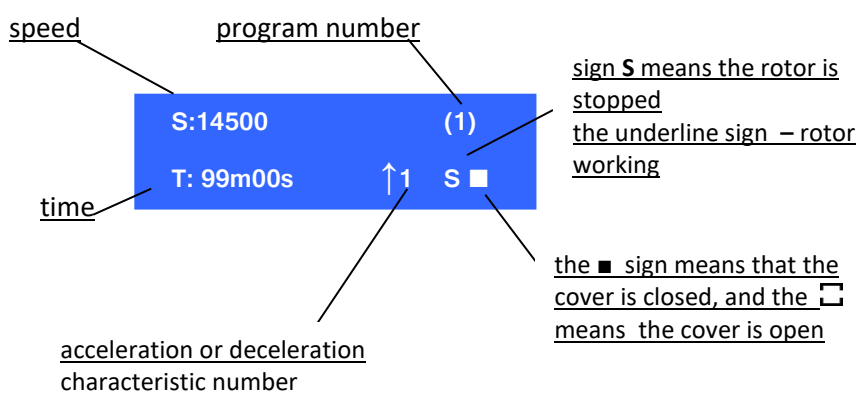 speed
program number
sign S means the rotor is
stopped
the underline sign – rotor
working
S:14500 (1)
T: 99m00s ↑1 S ■
time
the ■ sign means that the
cover is closed, and the ⛶
means the cover is open
acceleration or deceleration
characteristic number